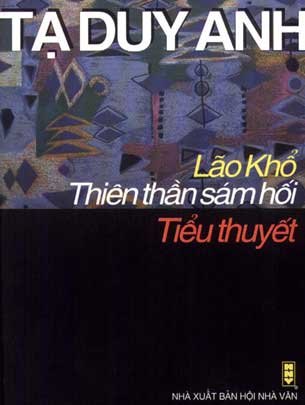 TẠ DUY ANH
Lão Khổ
Thiên thần sám hối
Tiểu thuyết
NHÀ XUẤT BẢN HỘI NHÀ VĂN